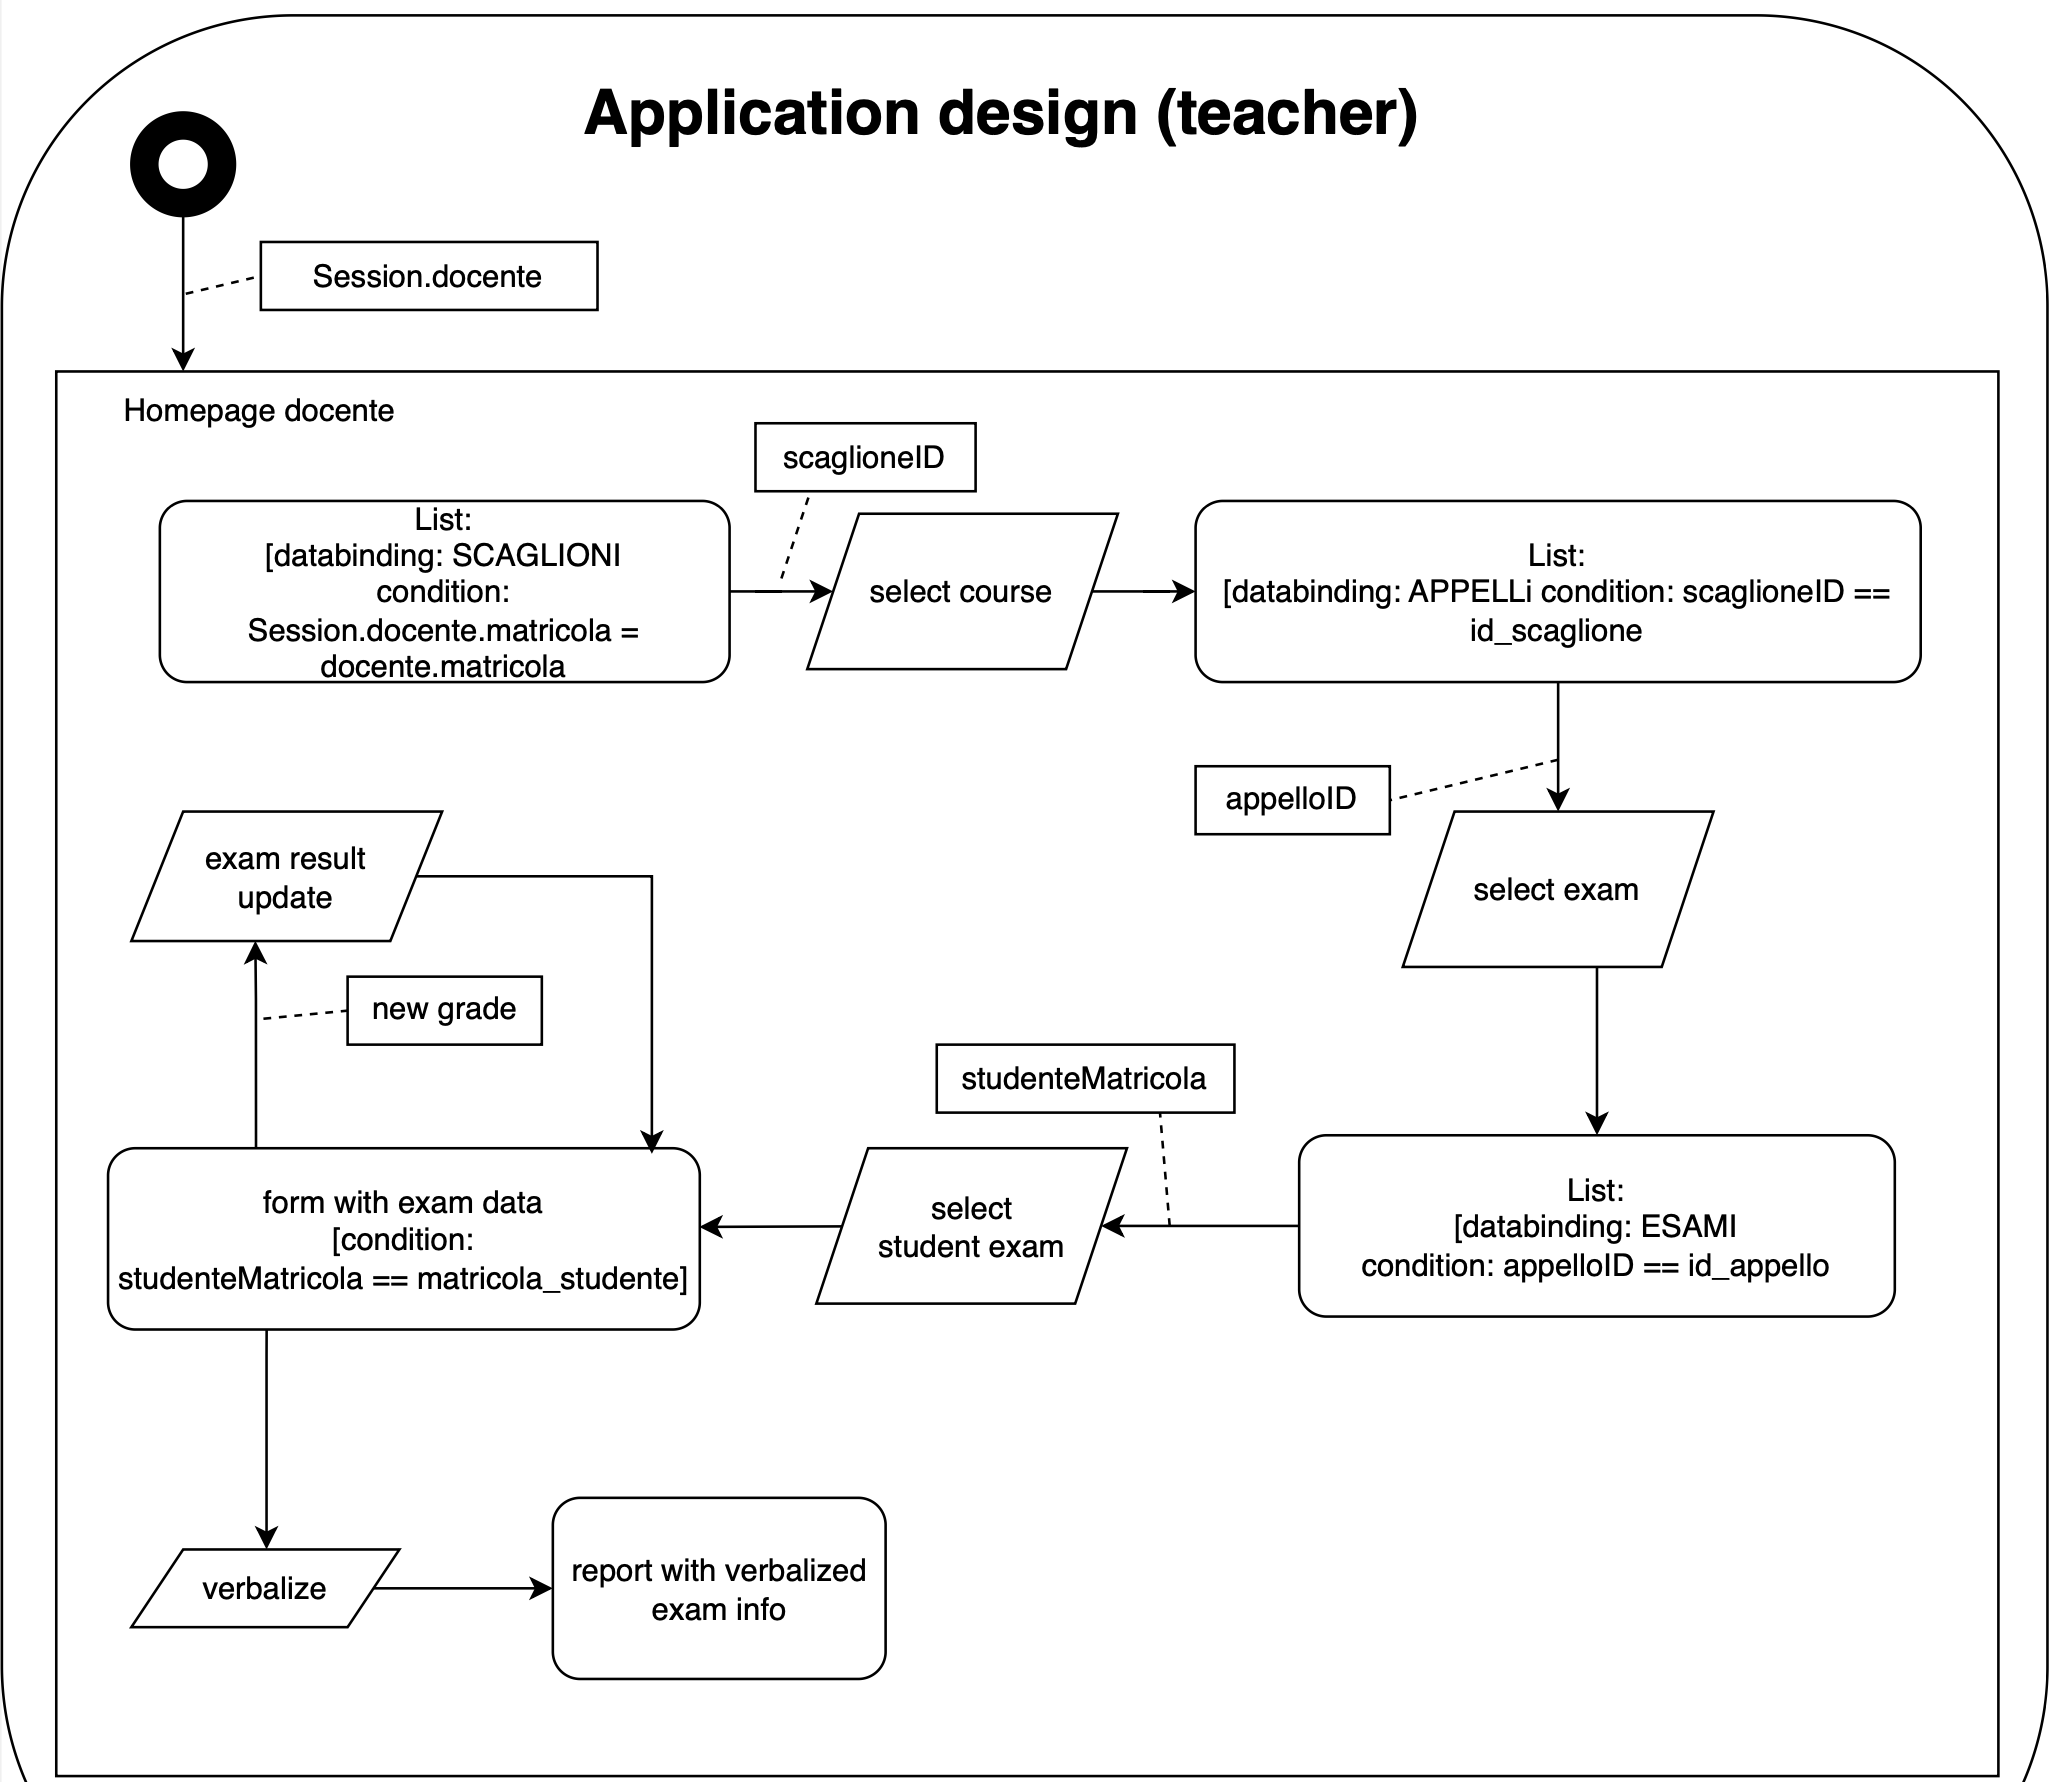 Application design (teacher)
Session.docente
Homepage docente
scaglioneID
List:
[databinding: SCAGLIONI
condition:
Session.docente.matricola =
docente.matricola
select course
List:
[databinding: APPELLi condition: scaglioneID ==
id_scaglione
appelloID
select exam
exam result
update
new grade
studenteMatricola
List:
[databinding: ESAMI
condition: appelloID == id_appello
select
student exam
form with exam data
[condition:
studenteMatricola == matricola_studente]
verbalize
report with verbalized
exam info